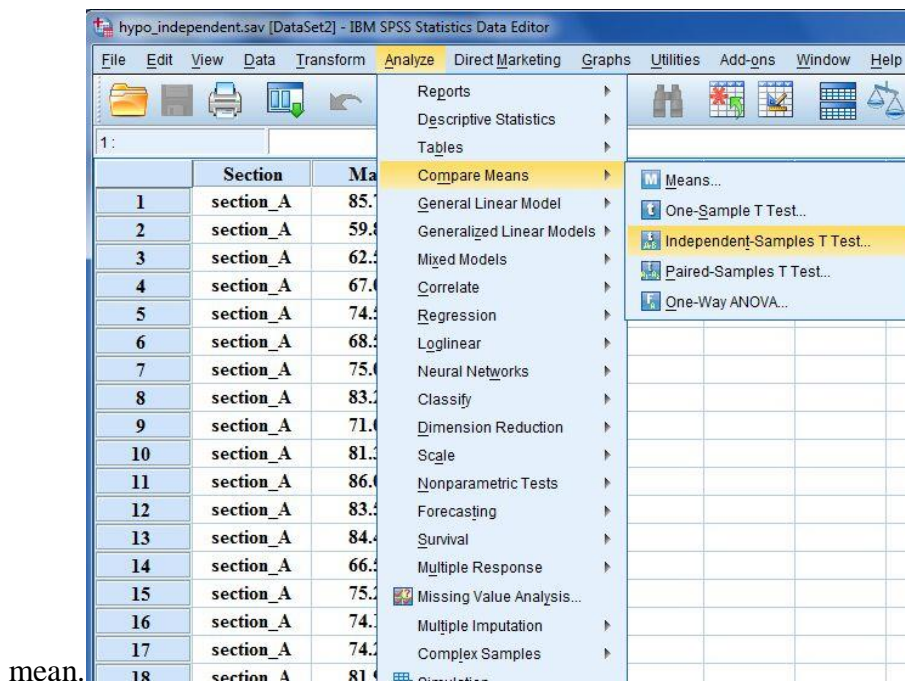 hypo_independent.sav [DataSet2] - IBM SPSS Statistics Data Editor
File Edit View Data Transform Analyze Direct Marketing Graphs Utilities Add-ons Window Help
1 :
Reports
Descriptive Statistics
Tables
Compare Means
General Linear Model
Generalized Linear Models
Mixed Models
Correlate
Regression
Loglinear
Neural Networks
Classify
Dimension Reduction
Scale
Nonparametric Tests
Forecasting
Survival
Multiple Response
Missing Value Analysis...
Multiple Imputation
Complex Samples
Means...
One-Sample T Test...
Independent-Samples T Test...
Paired-Samples T Test...
One-Way ANOVA...
Section Ma
1 section_A 85.
2 section_A 59.
3 section_A 62.
4 section_A 67.
5 section_A 74.
6 section_A 68.
7 section_A 75.
8 section_A 83.
9 section_A 71.
10 section_A 81.
11 section_A 86.
12 section_A 83.
13 section_A 84.
14 section_A 66.
15 section_A 75.
16 section_A 74.
17 section_A 74.
18 section_A 81.
mean.